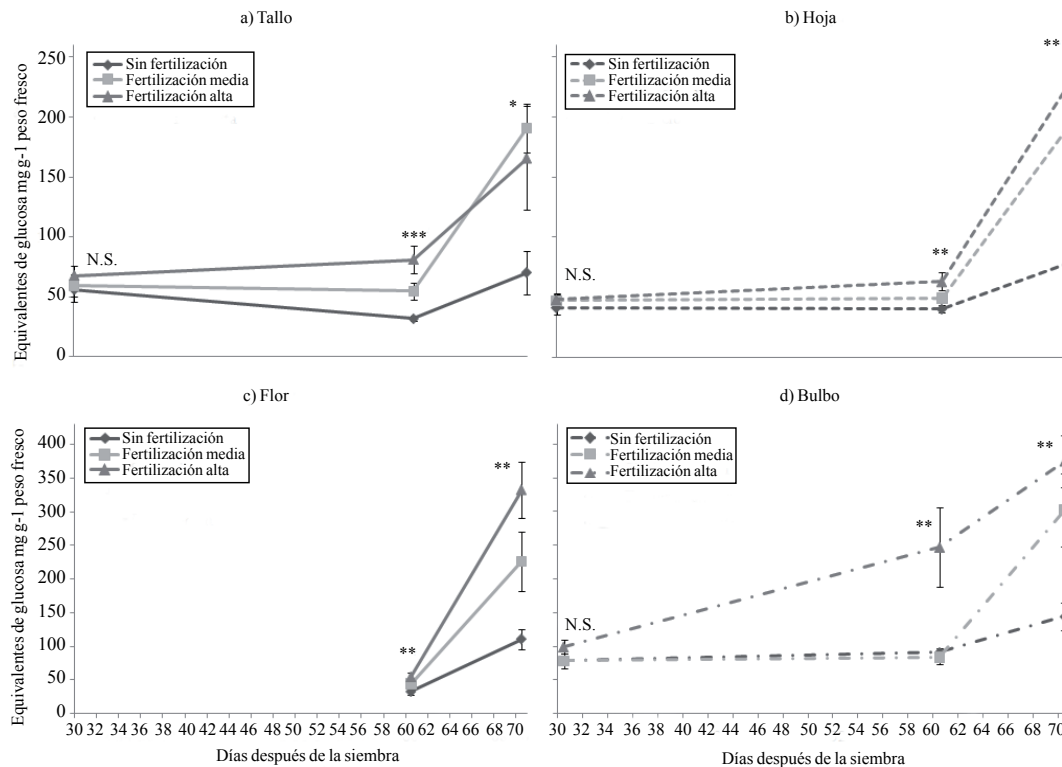 a) Tallo
b) Hoja
Equivalentes de glucosa mg g-1 peso fresco
250
200
150
100
50
0
Sin fertilización
Fertilización media
Fertilización alta
N.S.
***
*
Sin fertilización
Fertilización media
Fertilización alta
N.S.
**
**
c) Flor
d) Bulbo
Equivalentes de glucosa mg g-1 peso fresco
400
350
300
250
200
150
100
50
0
Sin fertilización
Fertilización media
Fertilización alta
**
**
Sin fertilización
Fertilización media
Fertilización alta
N.S.
**
**
30 32 34 36 38 40 42 44 46 48 50 52 54 56 58 60 62 64 66 68 70
30 32 34 36 38 40 42 44 46 48 50 52 54 56 58 60 62 64 66 68 70
Días después de la siembra
Días después de la siembra